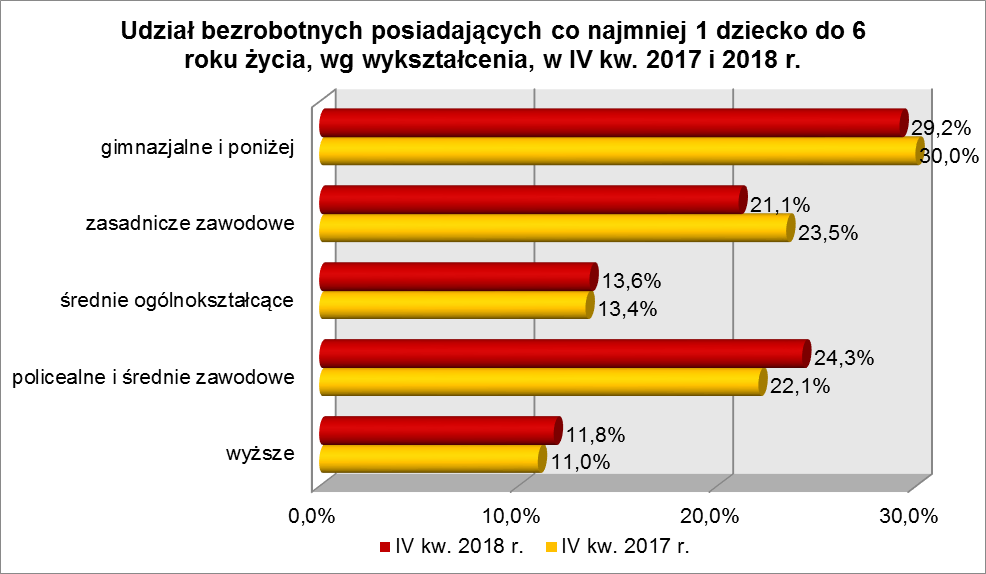 Udział bezrobotnych posiadających co najmniej 1 dziecko do 6
roku życia, wg wykształcenia, w IV kw. 2017 i 2018 r.
gimnazjalne i poniżej
29,2%
30,0%
zasadnicze zawodowe
21,1%
23,5%
średnie ogólnokształcące
13,6%
13,4%
policealne i średnie zawodowe
24,3%
22,1%
wyższe
11,8%
11,0%
0,0% 10,0% 20,0% 30,0%
IV kw. 2018 r. IV kw. 2017 r.